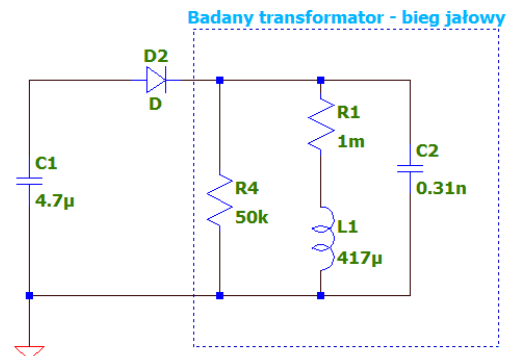 Badany transformator - bieg jałowy
D2
D
C1
4.7µ
R4
50k
R1
1m
L1
417µ
C2
0.31n